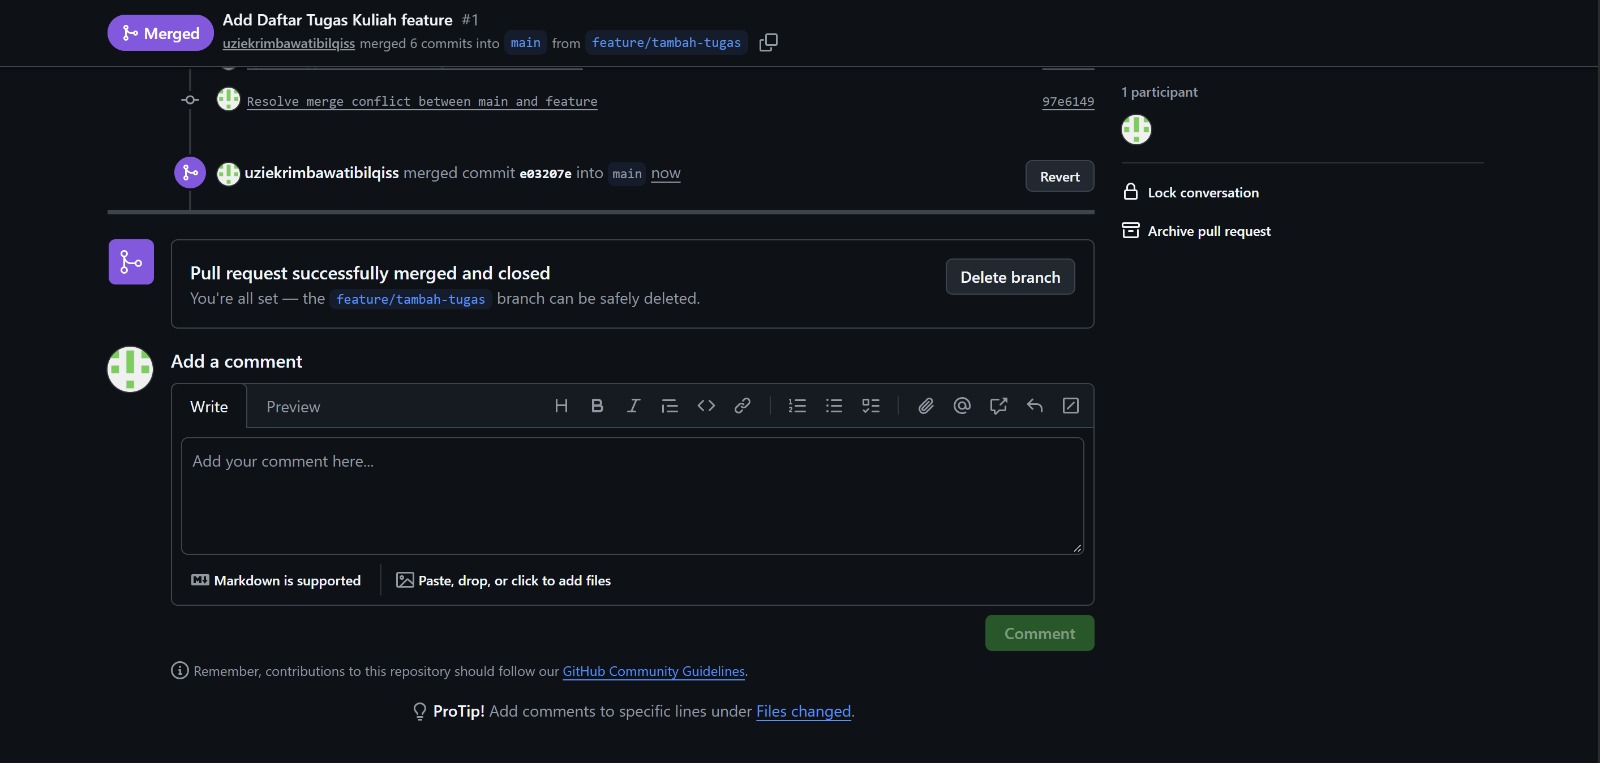 Merged
Add Daftar Tugas Kuliah feature #1
uziekrimbawatibilqiss merged 6 commits into main from feature/tambah-tugas
Resolve merge conflict between main and feature 97e6149
1 participant
uziekrimbawatibilqiss merged commit e03207e into main now
Revert
Lock conversation
Archive pull request
Pull request successfully merged and closed
You're all set — the feature/tambah-tugas branch can be safely deleted.
Delete branch
Add a comment
Write Preview
Add your comment here...
Markdown is supported
Paste, drop, or click to add files
Comment
Remember, contributions to this repository should follow our GitHub Community Guidelines.
ProTip! Add comments to specific lines under Files changed.